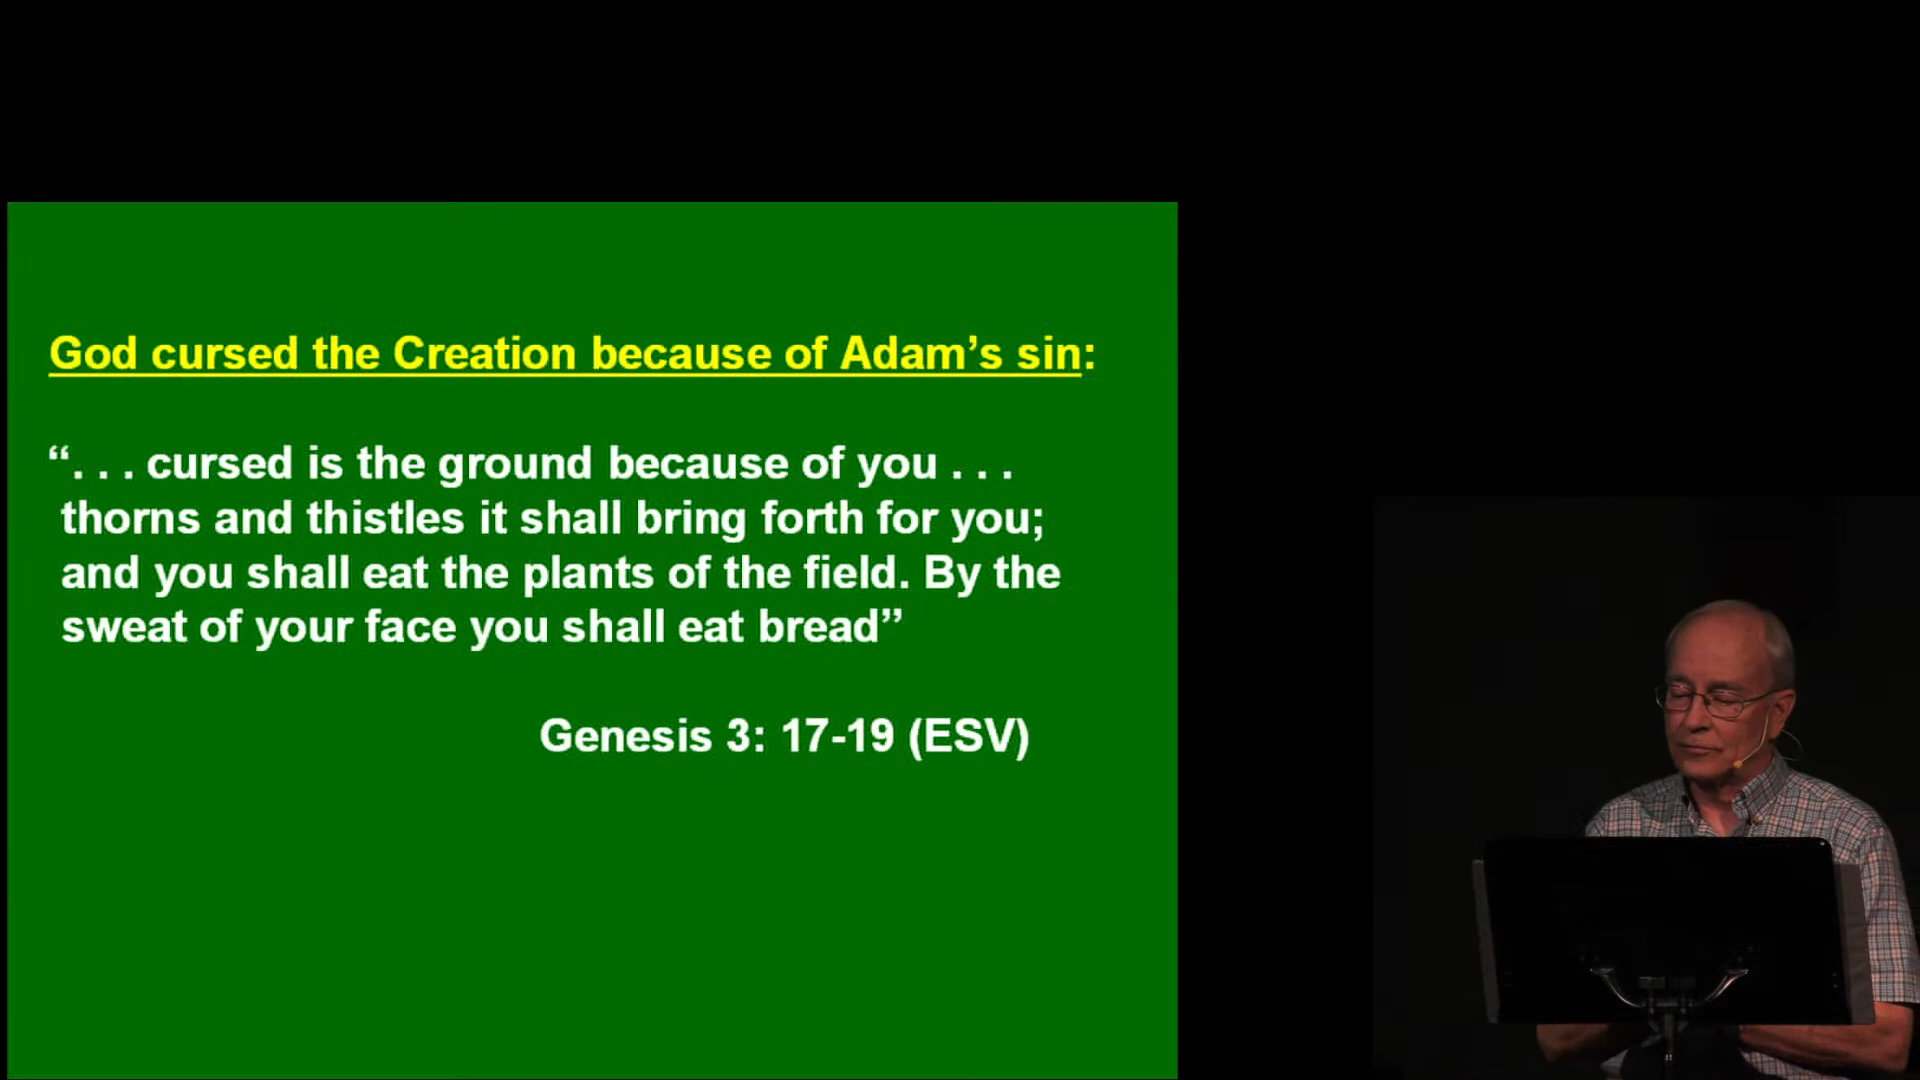 God cursed the Creation because of Adam’s sin:
“. . . cursed is the ground because of you . . .
thorns and thistles it shall bring forth for you;
and you shall eat the plants of the field. By the
sweat of your face you shall eat bread”
Genesis 3: 17-19 (ESV)